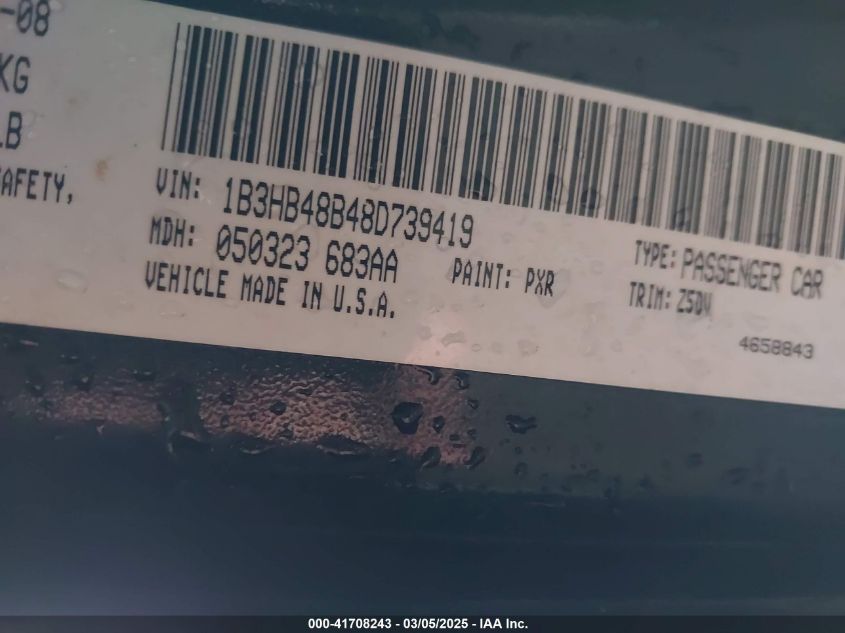 -08
KG
LB
SAFETY,
VIN: 1B3HB48B48D739419
MDH: 050323 683AA
PAINT: PXR
TYPE: PASSENGER CAR
VEHICLE MADE IN U.S.A.
TRIM: Z5DV
4658843
000-41708243 - 03/05/2025 - IAA Inc.